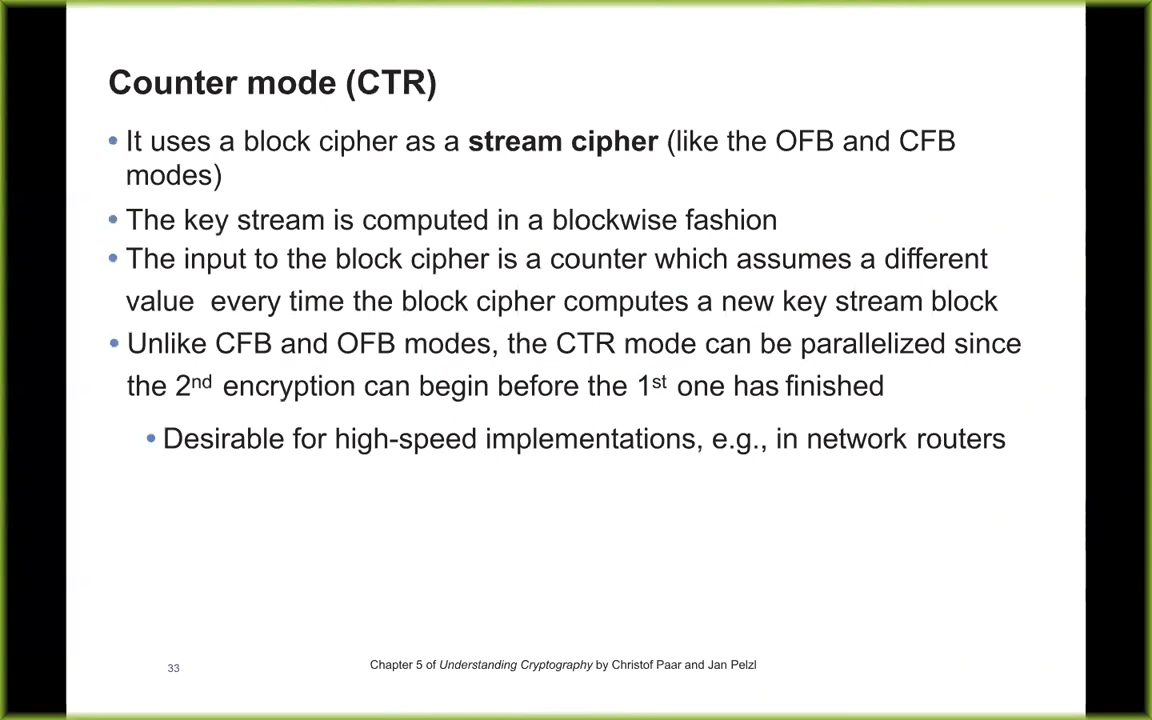 Counter mode (CTR)
• It uses a block cipher as a stream cipher (like the OFB and CFB
modes)
• The key stream is computed in a blockwise fashion
• The input to the block cipher is a counter which assumes a different
value every time the block cipher computes a new key stream block
• Unlike CFB and OFB modes, the CTR mode can be parallelized since
the 2nd encryption can begin before the 1st one has finished
• Desirable for high-speed implementations, e.g., in network routers
33
Chapter 5 of Understanding Cryptography by Christof Paar and Jan Pelzl